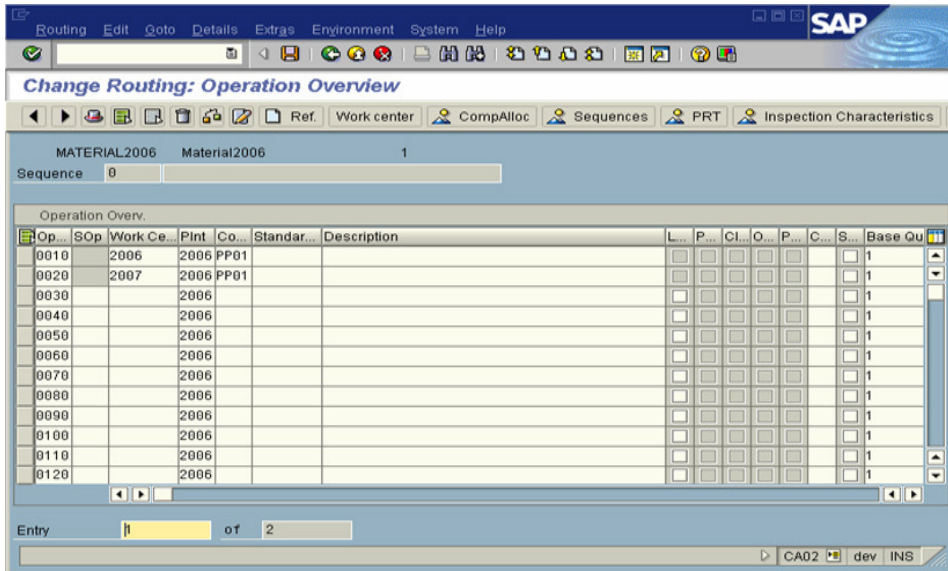 Routing Edit Goto Details Extras Environment System Help
SAP
Change Routing: Operation Overview
Ref. Work center CompAlloc Sequences PRT Inspection Characteristics
MATERIAL2006 Material2006 1
Sequence 0
Operation Overv.
Op... SOp Work Ce... Plnt Co... Standar... Description L... P... Cl... O... P... C... S... Base Qu
0010 2006 2006 PP01 1
0020 2007 2006 PP01 1
0030 2006 1
0040 2006 1
0050 2006 1
0060 2006 1
0070 2006 1
0080 2006 1
0090 2006 1
0100 2006 1
0110 2006 1
0120 2006 1
Entry 1 of 2
CA02 dev INS